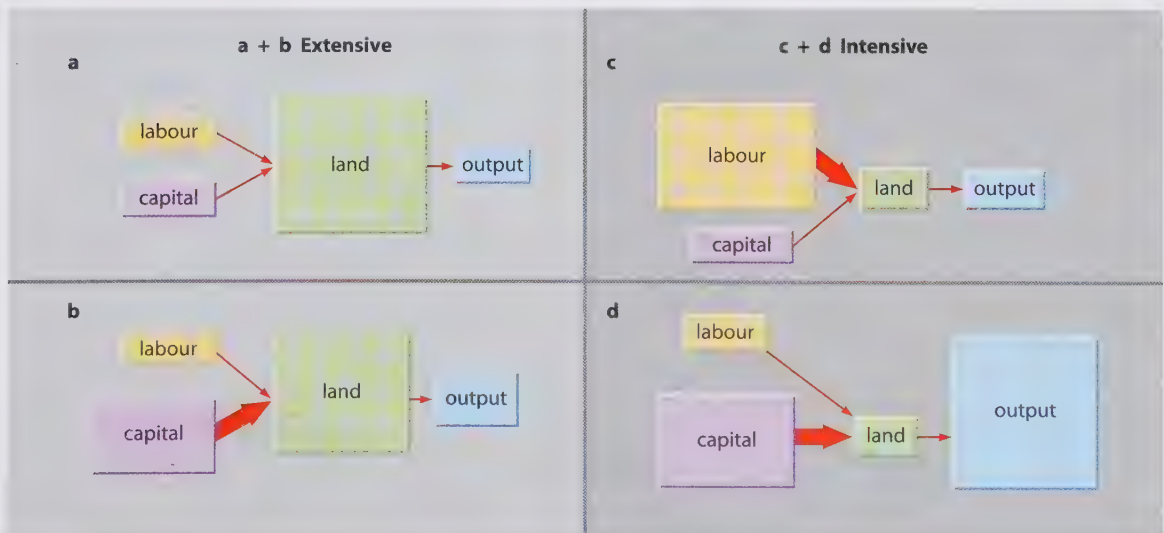 a + b Extensive
a
labour
capital
land
output
c + d Intensive
c
labour
capital
land
output
b
labour
capital
land
output
d
labour
capital
land
output